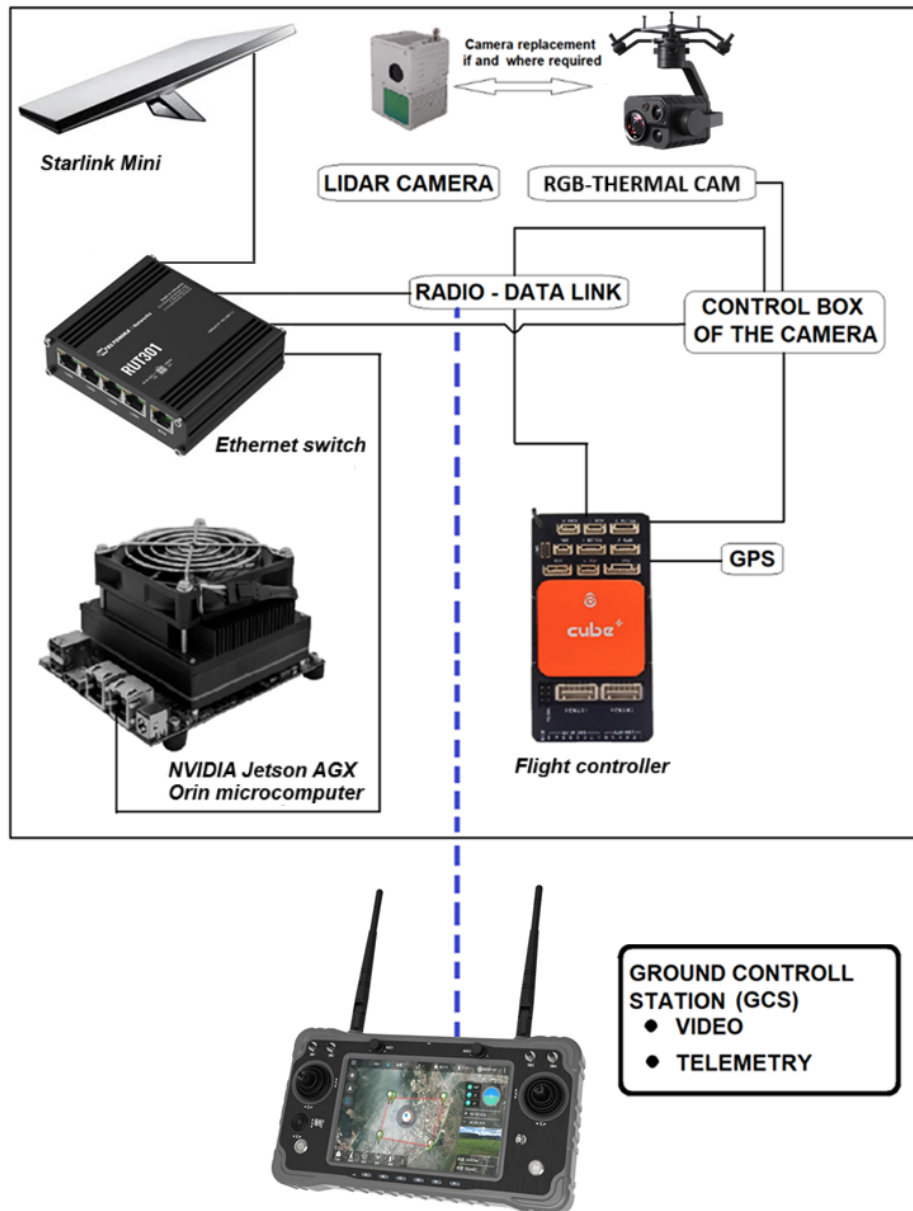 Camera replacement
if and where required
Starlink Mini
LIDAR CAMERA
RGB-THERMAL CAM
RADIO - DATA LINK
CONTROL BOX
OF THE CAMERA
TELTONIKA
RUT301
Ethernet switch
GPS
cube
NVIDIA Jetson AGX
Orin microcomputer
Flight controller
GROUND CONTROLL
STATION (GCS)
● VIDEO
● TELEMETRY